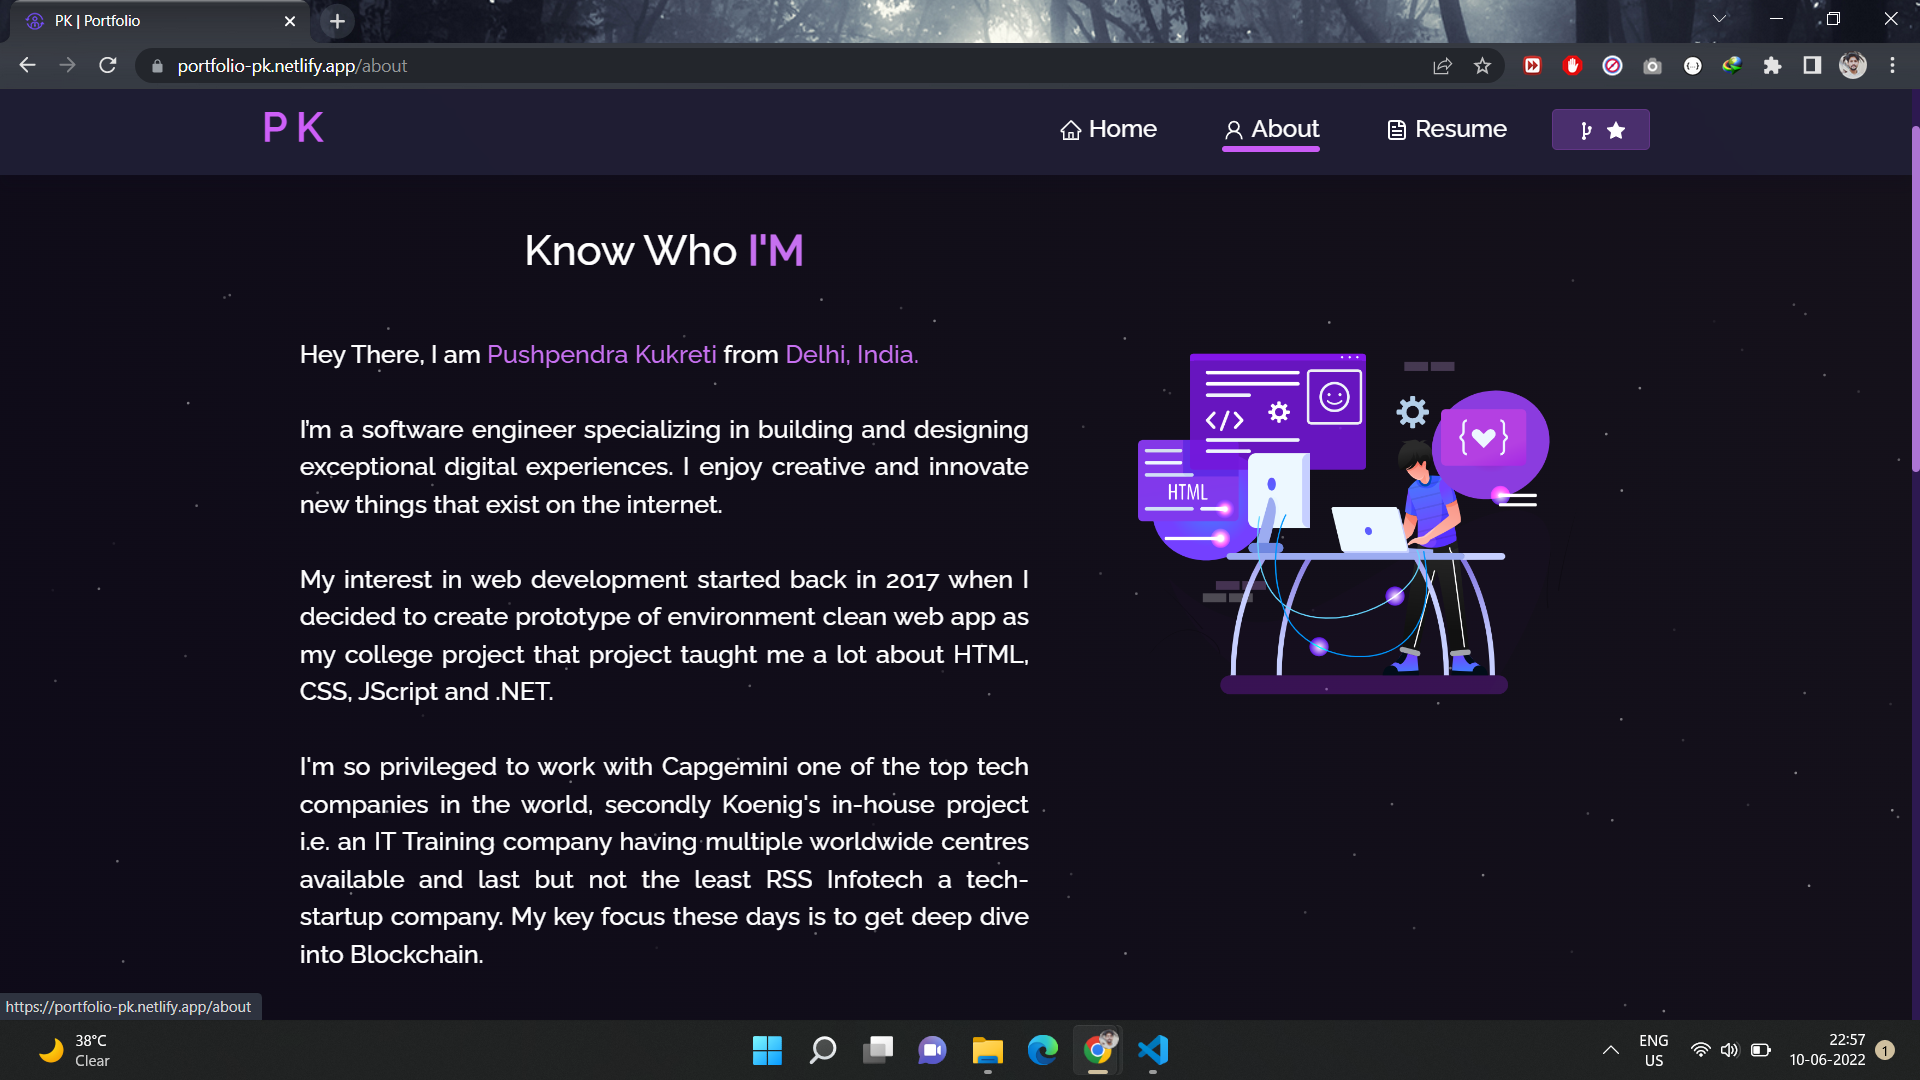 PK | Portfolio
portfolio-pk.netlify.app/about
P K
Home
About
Resume
Know Who I'M
Hey There, I am Pushpendra Kukreti from Delhi, India.
I’m a software engineer specializing in building and designing
exceptional digital experiences. I enjoy creative and innovate
new things that exist on the internet.
My interest in web development started back in 2017 when I
decided to create prototype of environment clean web app as
my college project that project taught me a lot about HTML,
CSS, JScript and .NET.
I'm so privileged to work with Capgemini one of the top tech
companies in the world, secondly Koenig's in-house project
i.e. an IT Training company having multiple worldwide centres
available and last but not the least RSS Infotech a tech-
startup company. My key focus these days is to get deep dive
into Blockchain.
</>
HTML
{ }
https://portfolio-pk.netlify.app/about
38°C
Clear
ENG
US
22:57
10-06-2022
1